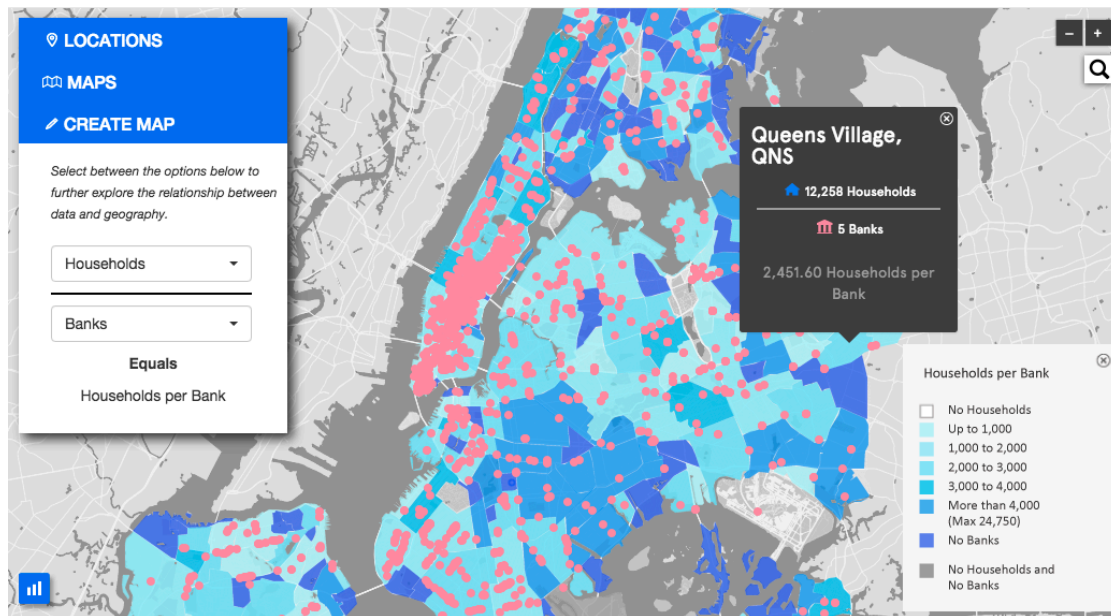 LOCATIONS
MAPS
CREATE MAP
Select between the options below to
further explore the relationship between
data and geography.
Households
Banks
Equals
Households per Bank
Queens Village,
QNS
12,258 Households
5 Banks
2,451.60 Households per
Bank
− +
Households per Bank
No Households
Up to 1,000
1,000 to 2,000
2,000 to 3,000
3,000 to 4,000
More than 4,000
(Max 24,750)
No Banks
No Households and
No Banks